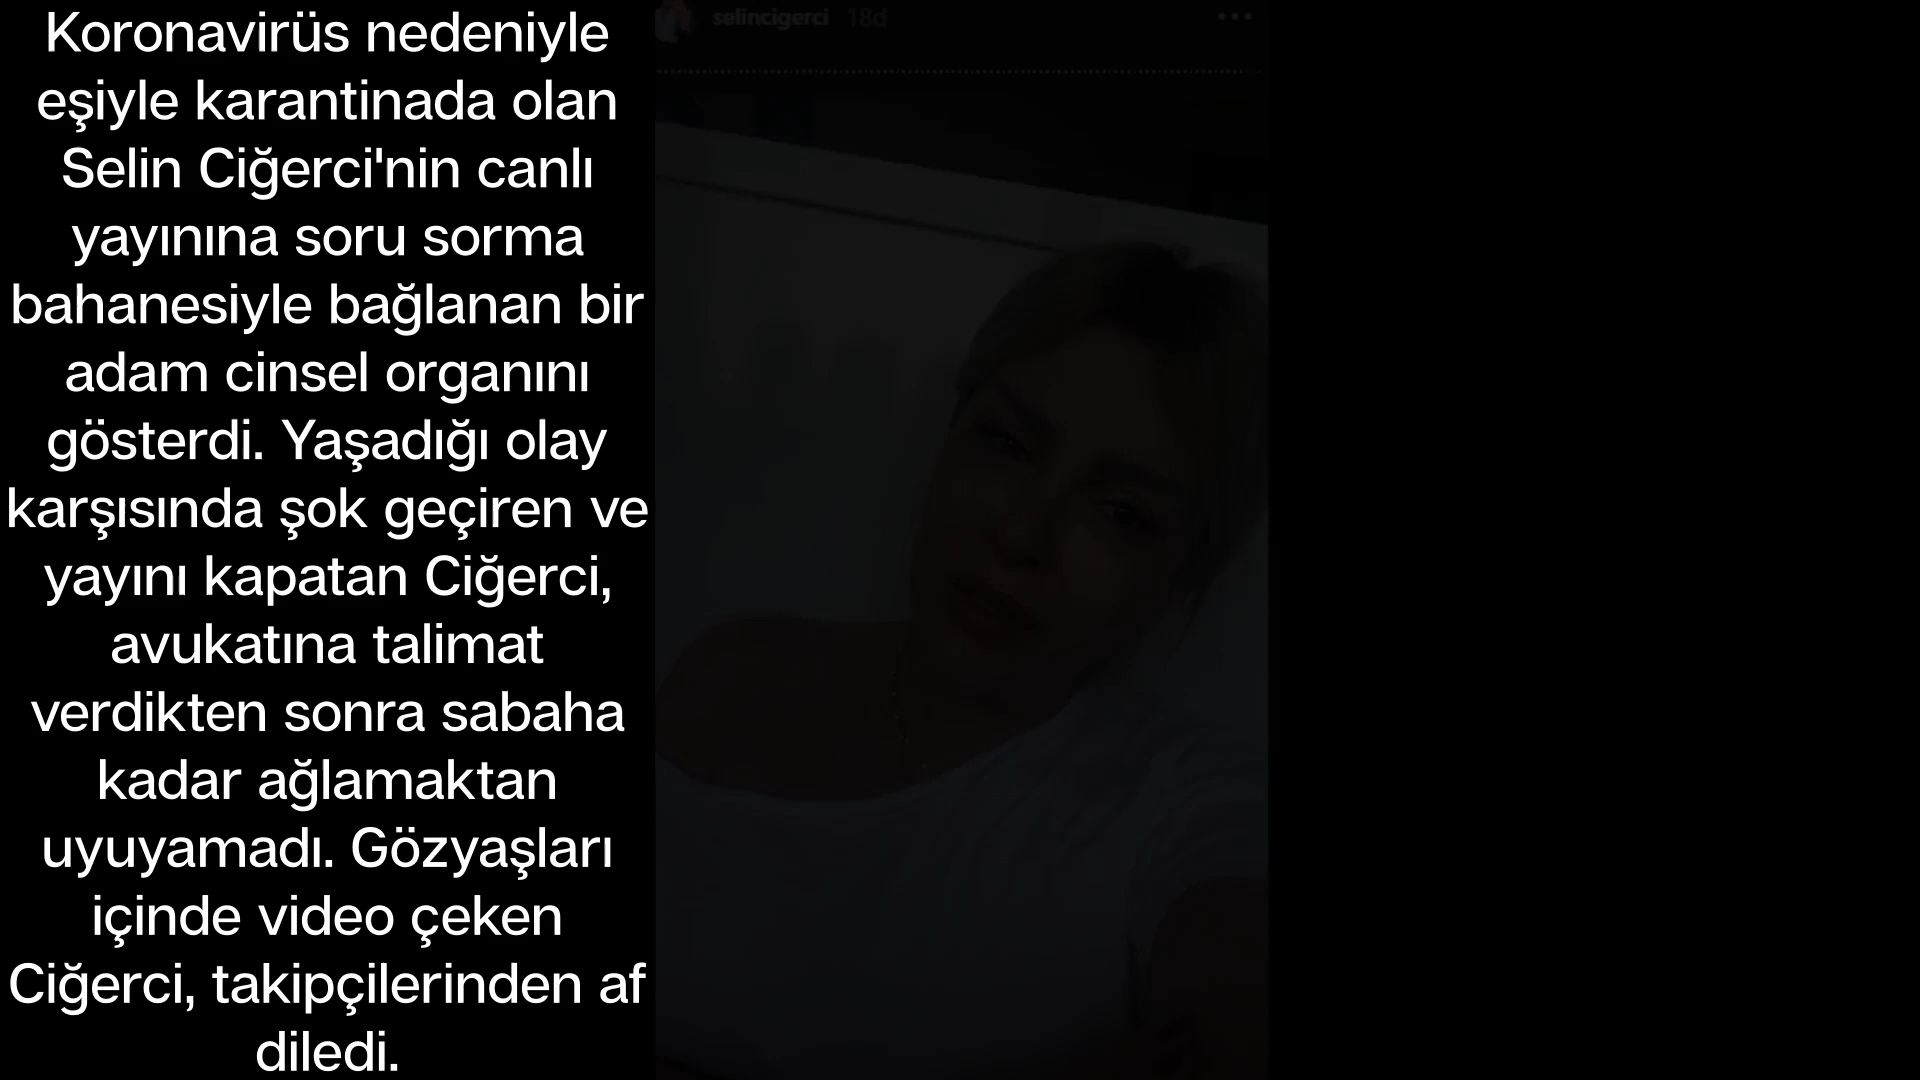 Koronavirüs nedeniyle
eşiyle karantinada olan
Selin Ciğerci'nin canlı
yayınına soru sorma
bahanesiyle bağlanan bir
adam cinsel organını
gösterdi. Yaşadığı olay
karşısında şok geçiren ve
yayını kapatan Ciğerci,
avukatına talimat
verdikten sonra sabaha
kadar ağlamaktan
uyuyamadı. Gözyaşları
içinde video çeken
Ciğerci, takipçilerinden af
diledi.
selincigerci 18d